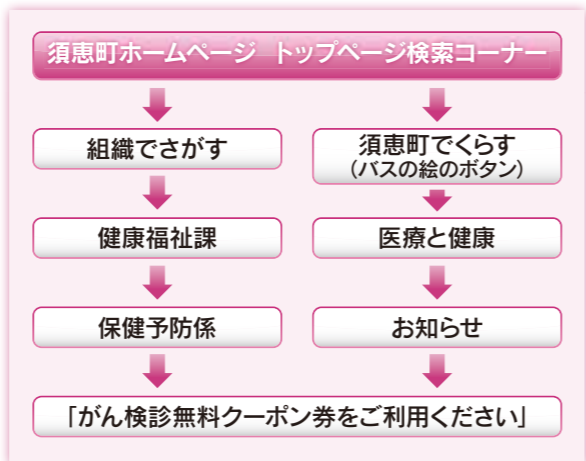 須恵町ホームページ トップページ検索コーナー
組織でさがす
健康福祉課
保健予防係
須恵町でくらす
(バスの絵のボタン)
医療と健康
お知らせ
「がん検診無料クーポン券をご利用ください」